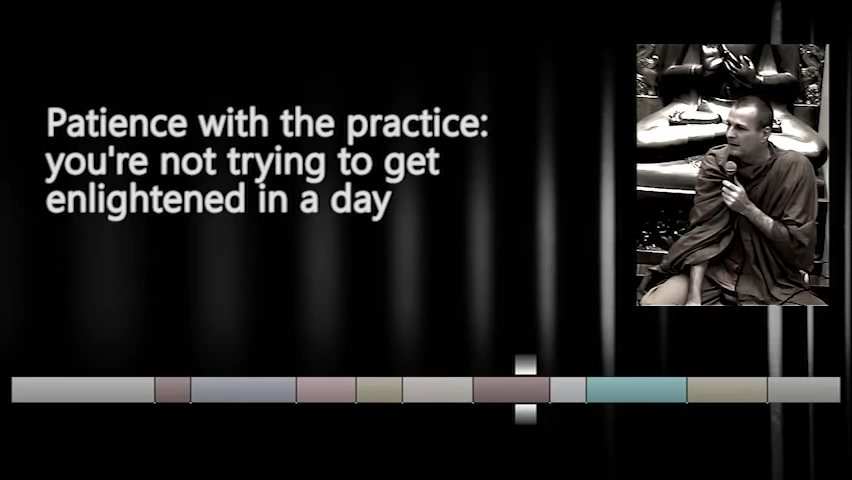 Patience with the practice:
you're not trying to get
enlightened in a day